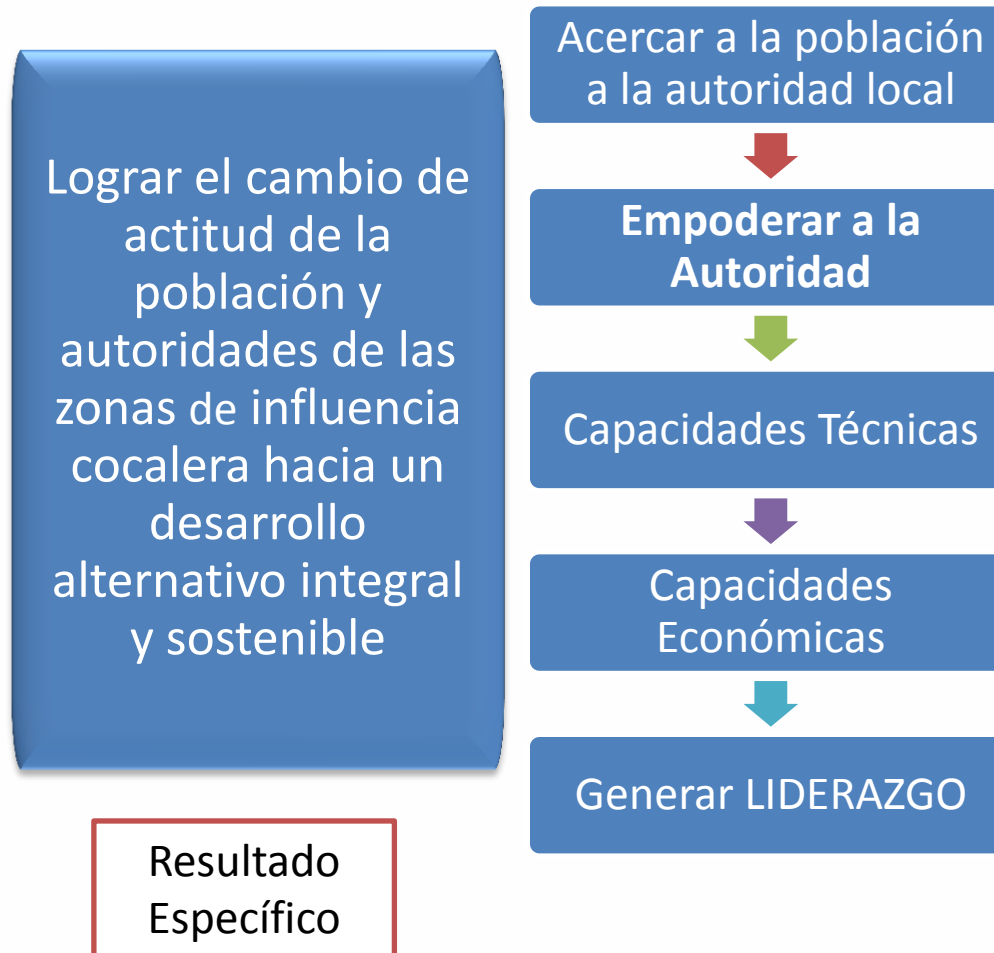 Lograr el cambio de
actitud de la
población y
autoridades de las
zonas de influencia
cocalera hacia un
desarrollo
alternativo integral
y sostenible
Resultado
Específico
Acercar a la población
a la autoridad local
Empoderar a la
Autoridad
Capacidades Técnicas
Capacidades
Económicas
Generar LIDERAZGO